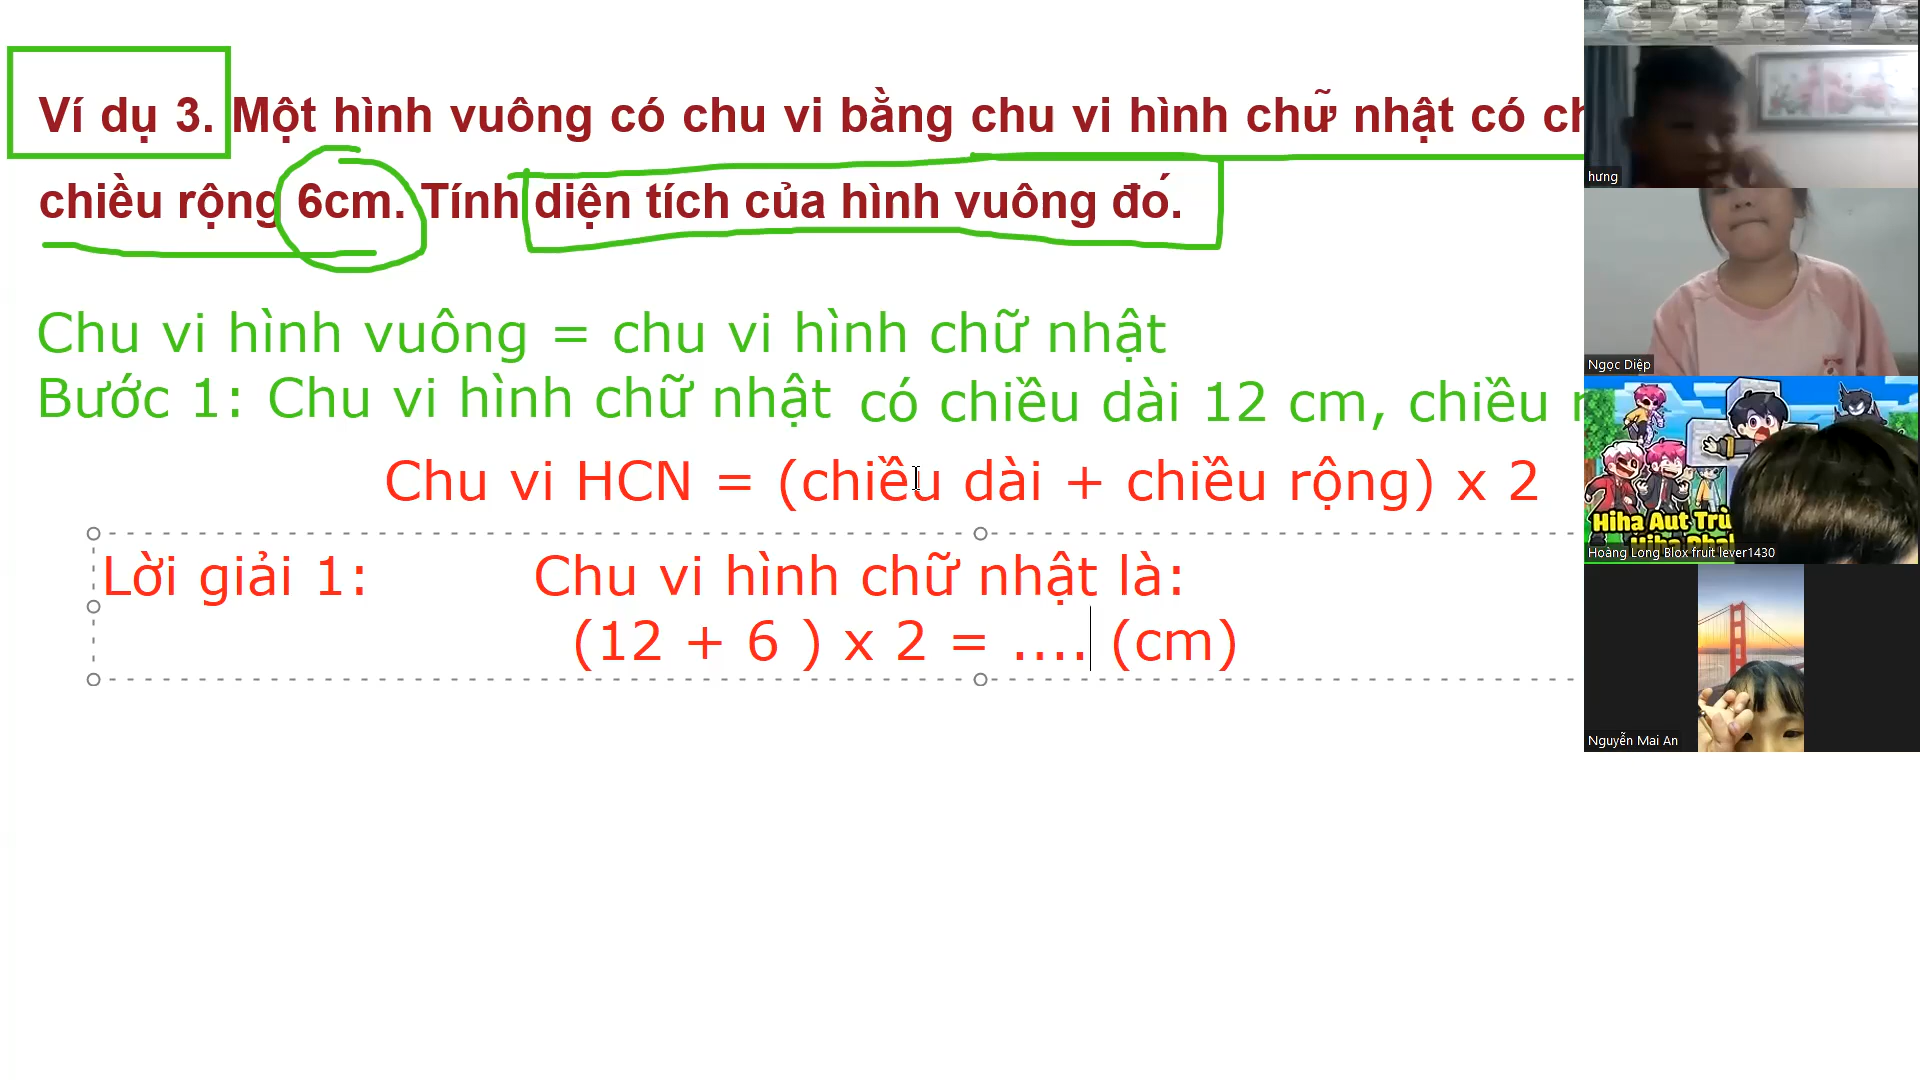 Ví dụ 3. Một hình vuông có chu vi bằng chu vi hình chữ nhật có
chiều rộng 6cm. Tính diện tích của hình vuông đó.
Chu vi hình vuông = chu vi hình chữ nhật
Bước 1: Chu vi hình chữ nhật có chiều dài 12 cm, chiều
Chu vi HCN = (chiều dài + chiều rộng) x 2
Lời giải 1: Chu vi hình chữ nhật là:
(12 + 6 ) x 2 = .... (cm)
hưng
Ngọc Diệp
Hiha Aut
Hoàng Long Blox fruit lever1430
Nguyễn Mai An